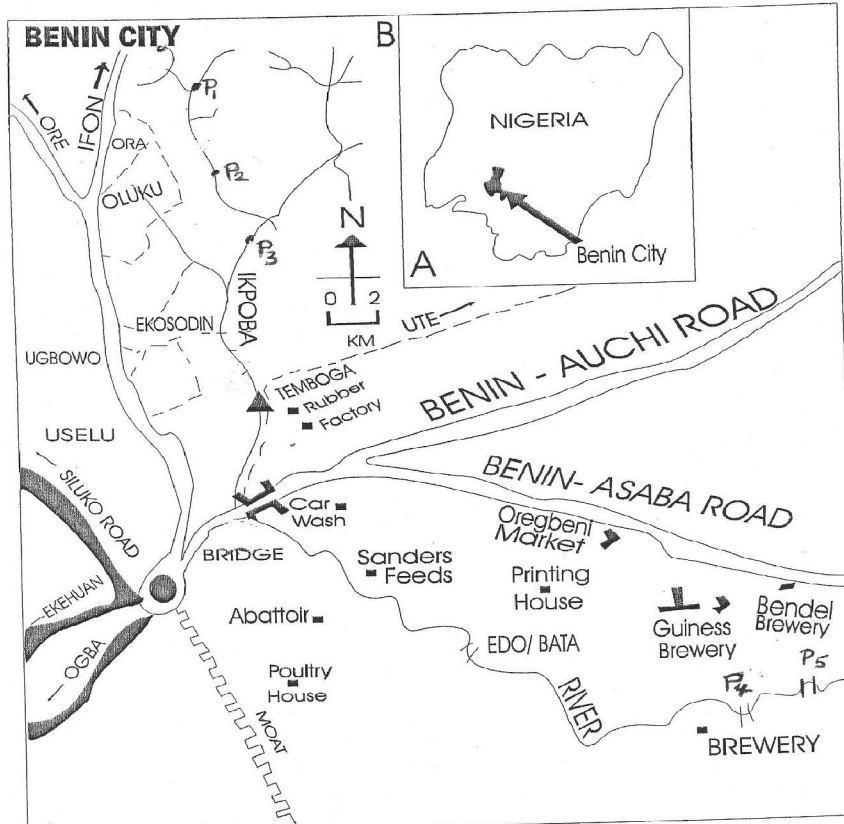 BENIN CITY
B
P1
NIGERIA
ORE
IFON
ORA
P2
OLUKU
N
P3
A
Benin City
IKPOBA
0 2
KM
EKOSODIN
UTE
UGBOWO
BENIN - AUCHI ROAD
TEMBOGA
Rubber
Factory
USELU
BENIN- ASABA ROAD
SILUKO ROAD
Car
Wash
Oregbeni
Market
BRIDGE
Sanders
Feeds
Printing
House
EKEHUAN
Abattoir
Guiness
Brewery
Bendel
Brewery
OGBA
EDO/ BATA
P5
Poultry
House
P4
RIVER
MOAT
BREWERY